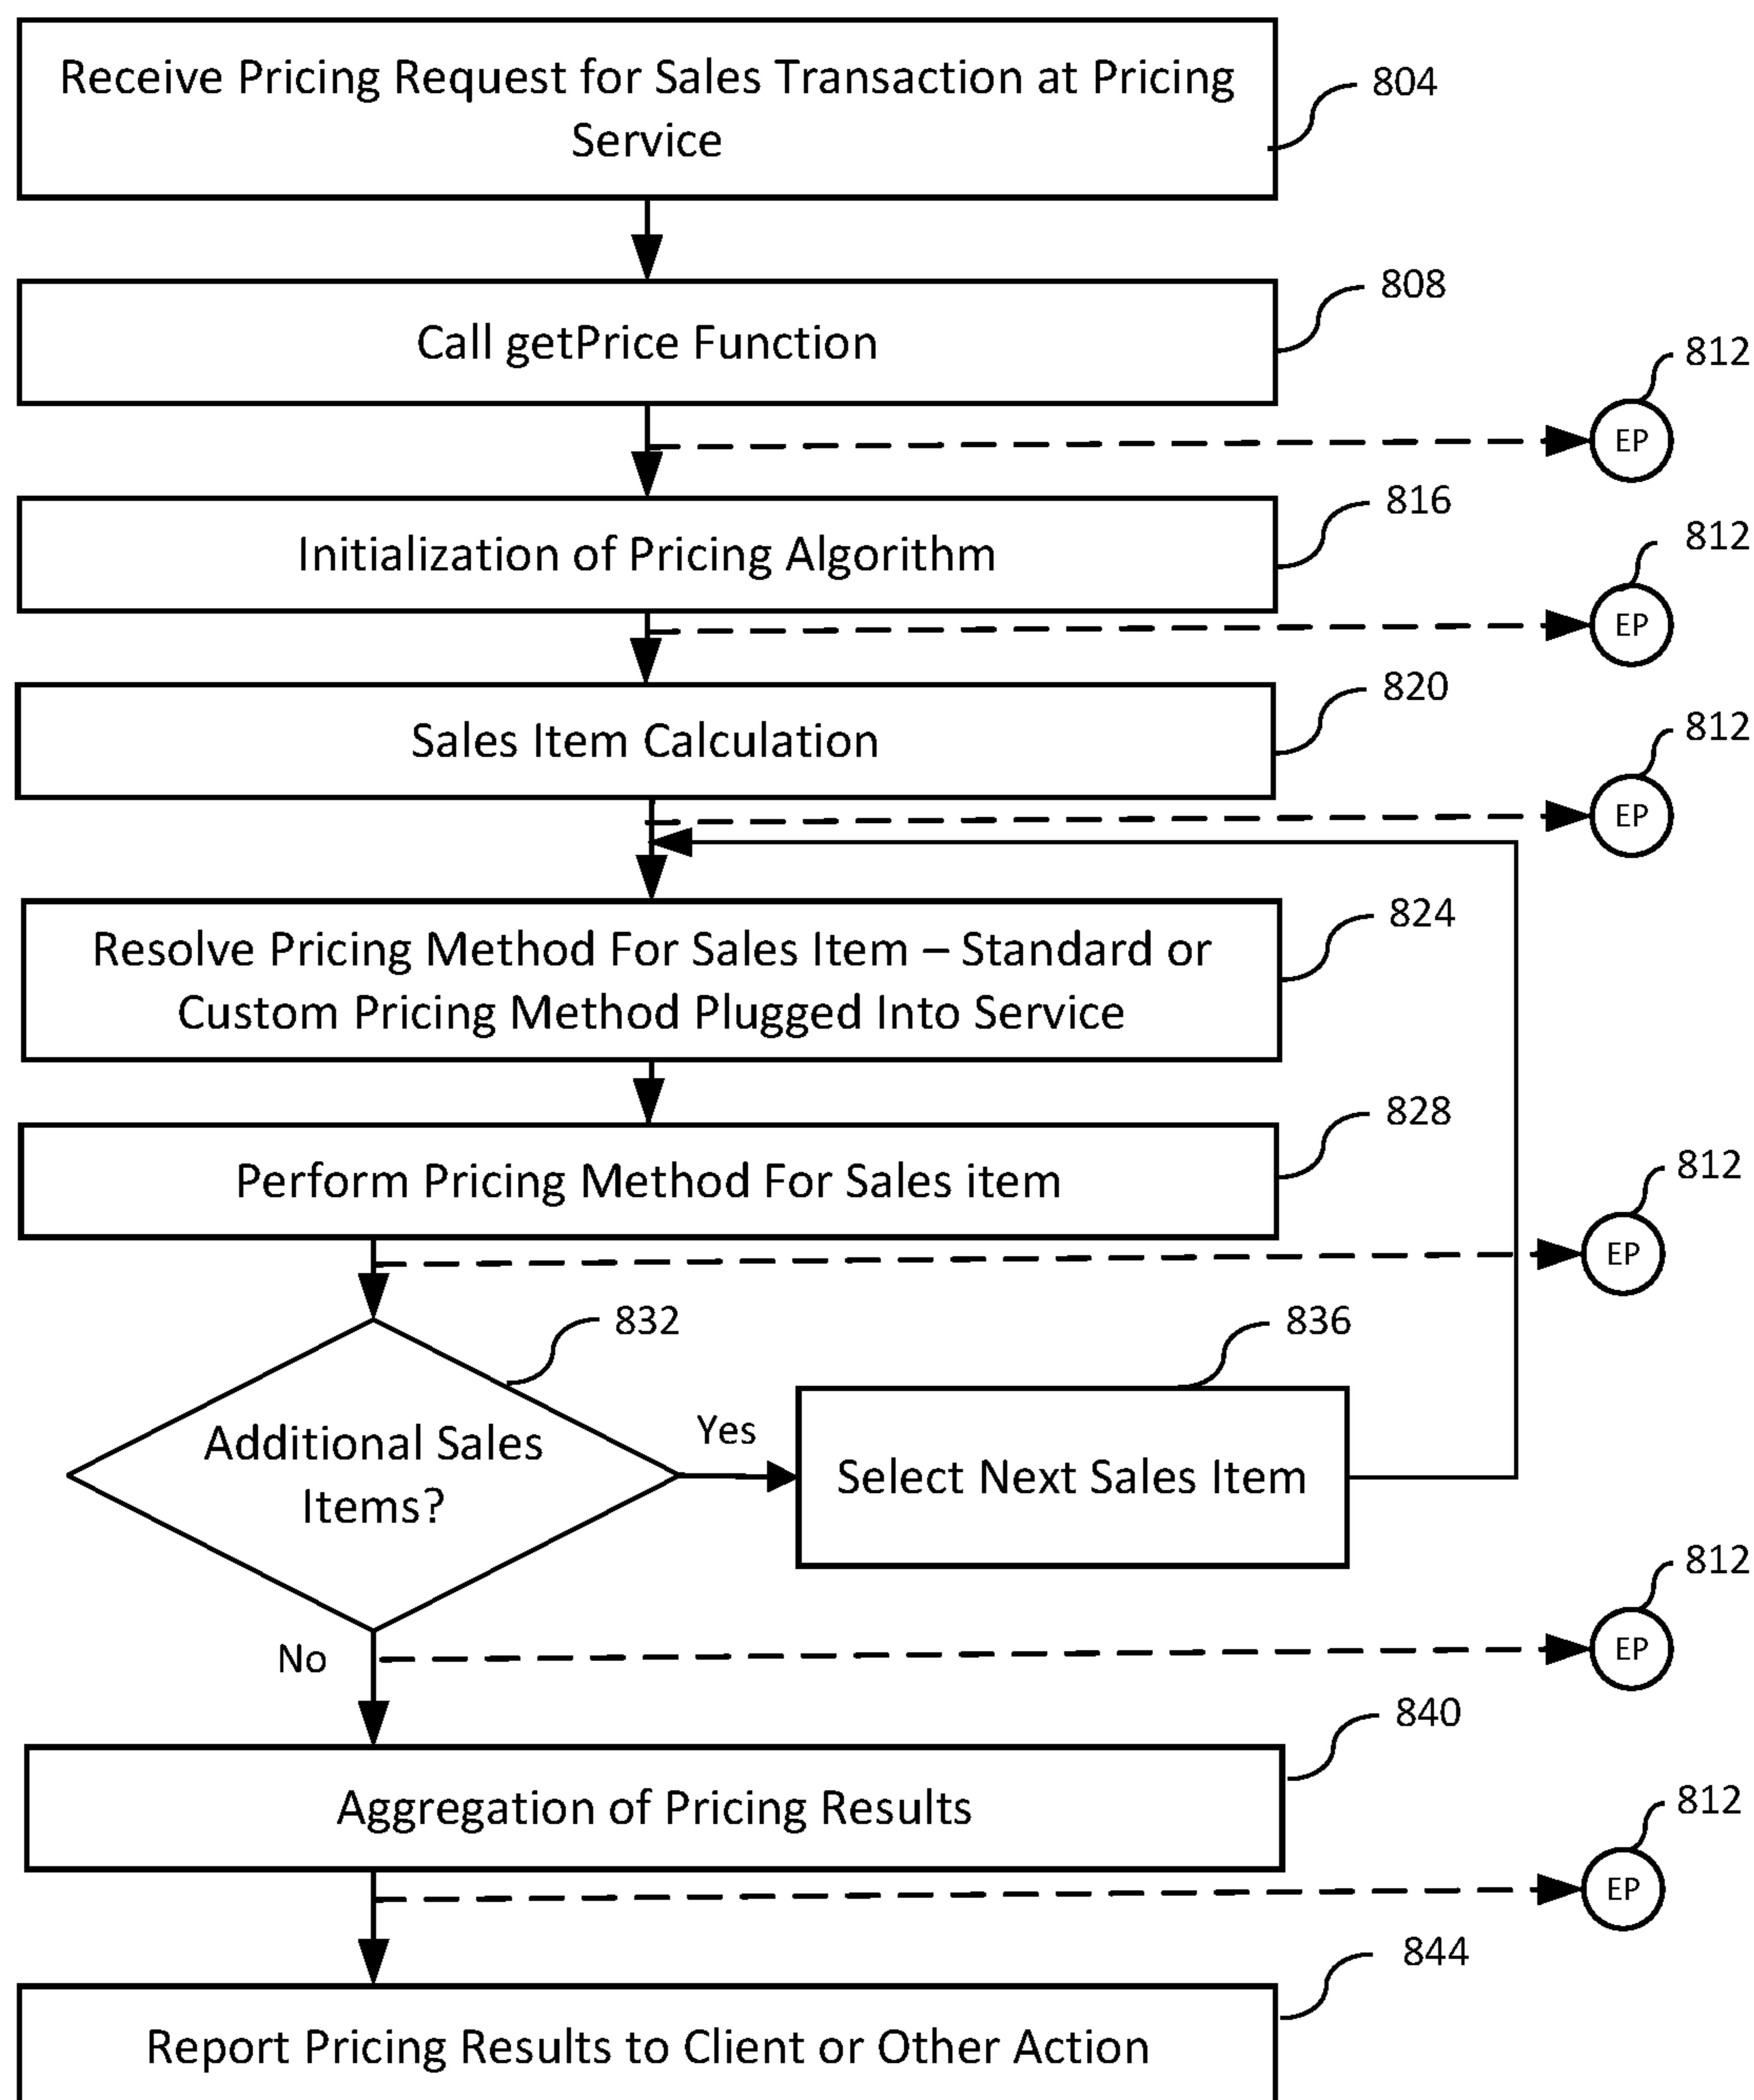 Receive Pricing Request for Sales Transaction at Pricing
Service
804
Call getPrice Function
808
812
EP
Initialization of Pricing Algorithm
816
812
EP
Sales Item Calculation
820
812
EP
Resolve Pricing Method For Sales Item – Standard or
Custom Pricing Method Plugged Into Service
824
Perform Pricing Method For Sales item
828
812
EP
Additional Sales
Items?
832
Yes
Select Next Sales Item
836
No
812
EP
Aggregation of Pricing Results
840
812
EP
Report Pricing Results to Client or Other Action
844